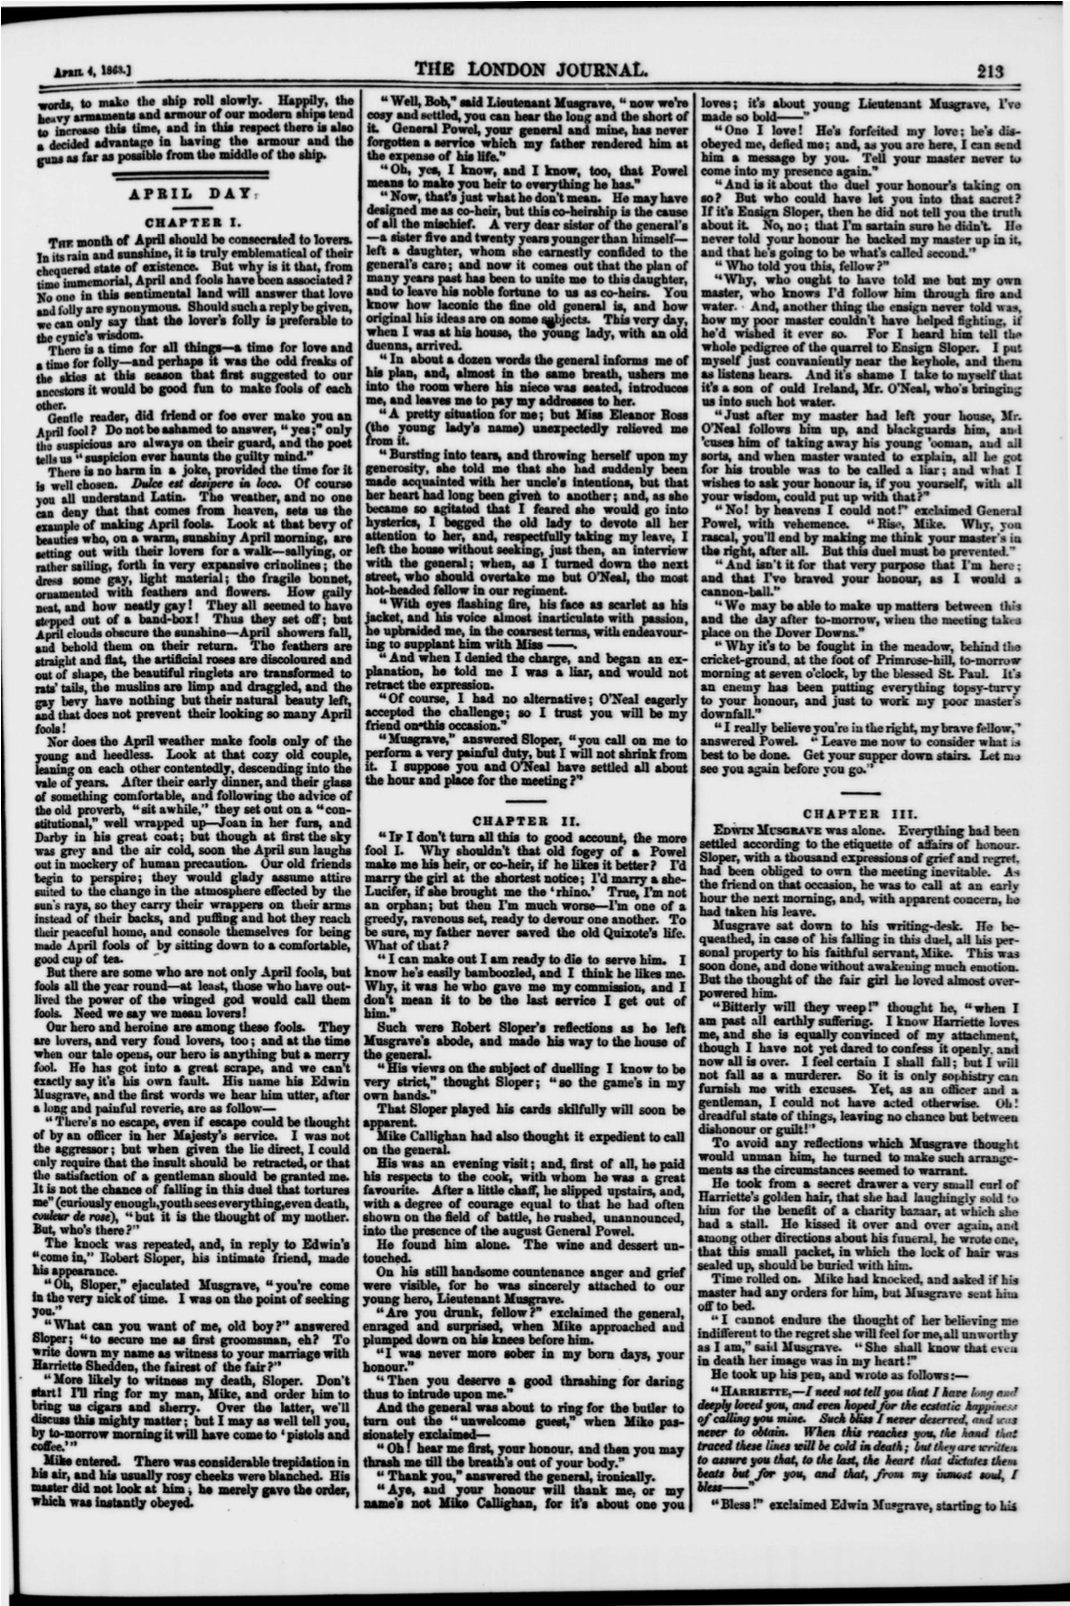 APRIL 4, 1863.]
THE LONDON JOURNAL.
213
words, to make the ship roll slowly. Happily, the
heavy armaments and armour of our modern ships tend
to increase this time, and in this respect there is also
a decided advantage in having the armour and the
guns as far as possible from the middle of the ship.
APRIL DAY.
CHAPTER I.
THE month of April should be consecrated to lovers.
In its rain and sunshine, it is truly emblematical of their
chequered state of existence. But why is it that, from
time immemorial, April and fools have been associated?
No one in this sentimental land will answer that love
and folly are synonymous. Should such a reply be given,
we can only say that the lover's folly is preferable to
the cynic's wisdom.
There is a time for all things—a time for love and
a time for folly—and perhaps it was the odd freaks of
the skies at this season that first suggested to our
ancestors it would be good fun to make fools of each
other.
Gentle reader, did friend or foe ever make you an
April fool? Do not be ashamed to answer, "yes;" only
the suspicious are always on their guard, and the poet
tells us "suspicion ever haunts the guilty mind."
There is no harm in a joke, provided the time for it
is well chosen. Dulce est desipere in loco. Of course
you all understand Latin. The weather, and no one
can deny that that comes from heaven, sets us the
example of making April fools. Look at that bevy of
beauties who, on a warm, sunshiny April morning, are
setting out with their lovers for a walk—sallying, or
rather sailing, forth in very expansive crinolines; the
dress some gay, light material; the fragile bonnet,
ornamented with feathers and flowers. How gaily
neat, and how neatly gay! They all seemed to have
stepped out of a band-box! Thus they set off; but
April clouds obscure the sunshine—April showers fall,
and behold them on their return. The feathers are
straight and flat, the artificial roses are discoloured and
out of shape, the beautiful ringlets are transformed to
rats' tails, the muslins are limp and draggled, and the
gay bevy have nothing but their natural beauty left,
and that does not prevent their looking so many April
fools!
Nor does the April weather make fools only of the
young and heedless. Look at that cozy old couple,
leaning on each other contentedly, descending into the
vale of years. After their early dinner, and their glass
of something comfortable, and following the advice of
the old proverb, "sit awhile," they set out on a "con-
stitutional," well wrapped up—Joan in her furs, and
Darby in his great coat; but though at first the sky
was grey and the air cold, soon the April sun laughs
out in mockery of human precaution. Our old friends
begin to perspire; they would glady assume attire
suited to the change in the atmosphere effected by the
sun's rays, so they carry their wrappers on their arms
instead of their backs, and puffing and hot they reach
their peaceful home, and console themselves for being
made April fools of by sitting down to a comfortable,
good cup of tea.
But there are some who are not only April fools, but
fools all the year round—at least, those who have out-
lived the power of the winged god would call them
fools. Need we say we mean lovers!
Our hero and heroine are among these fools. They
are lovers, and very fond lovers, too; and at the time
when our tale opens, our hero is anything but a merry
fool. He has got into a great scrape, and we can't
exactly say it's his own fault. His name his Edwin
Musgrave, and the first words we hear him utter, after
a long and painful reverie, are as follow—
"There's no escape, even if escape could be thought
of by an officer in her Majesty's service. I was not
the aggressor; but when given the lie direct, I could
only require that the insult should be retracted, or that
the satisfaction of a gentleman should be granted me.
It is not the chance of falling in this duel that tortures
me" (curiously enough, youth sees everything, even death,
couleur de rose), "but it is the thought of my mother.
But, who's there?"
The knock was repeated, and, in reply to Edwin's
"come in," Robert Sloper, his intimate friend, made
his appearance.
"Oh, Sloper," ejaculated Musgrave, "you're come
in the very nick of time. I was on the point of seeking
you."
"What can you want of me, old boy?" answered
Sloper; "to secure me as first groomsman, eh? To
write down my name as witness to your marriage with
Harriette Shedden, the fairest of the fair?"
"More likely to witness my death, Sloper. Don't
start! I'll ring for my man, Mike, and order him to
bring us cigars and sherry. Over the latter, we'll
discuss this mighty matter; but I may as well tell you,
by to-morrow morning it will have come to 'pistols and
coffee.'"
Mike entered. There was considerable trepidation in
his air, and his usually rosy cheeks were blanched. His
master did not look at him; he merely gave the order,
which was instantly obeyed.
"Well, Bob," said Lieutenant Musgrave, "now we're
cosy and settled, you can hear the long and the short of
it. General Powel, your general and mine, has never
forgotten a service which my father rendered him at
the expense of his life."
"Oh, yes, I know, and I know, too, that Powel
means to make you heir to everything he has."
"Now, that's just what he don't mean. He may have
designed me as co-heir, but this co-heirship is the cause
of all the mischief. A very dear sister of the general's
—a sister five and twenty years younger than himself—
left a daughter, whom she earnestly confided to the
general's care; and now it comes out that the plan of
many years past has been to unite me to this daughter,
and to leave his noble fortune to us as co-heirs. You
know how laconic the fine old general is, and how
original his ideas are on some subjects. This very day,
when I was at his house, the young lady, with an old
duenna, arrived.
"In about a dozen words the general informs me of
his plan, and, almost in the same breath, ushers me
into the room where his niece was seated, introduces
me, and leaves me to pay my addresses to her.
"A pretty situation for me; but Miss Eleanor Ross
(the young lady's name) unexpectedly relieved me
from it.
"Bursting into tears, and throwing herself upon my
generosity, she told me that she had suddenly been
made acquainted with her uncle's intentions, but that
her heart had long been given to another; and, as she
became so agitated that I feared she would go into
hysterics, I begged the old lady to devote all her
attention to her, and, respectfully taking my leave, I
left the house without seeking, just then, an interview
with the general; when, as I turned down the next
street, who should overtake me but O'Neal, the most
hot-headed fellow in our regiment.
"With eyes flashing fire, his face as scarlet as his
jacket, and his voice almost inarticulate with passion,
he upbraided me, in the coarsest terms, with endeavour-
ing to supplant him with Miss ——.
"And when I denied the charge, and began an ex-
planation, he told me I was a liar, and would not
retract the expression.
"Of course, I had no alternative; O'Neal eagerly
accepted the challenge; so I trust you will be my
friend on this occasion."
"Musgrave," answered Sloper, "you call on me to
perform a very painful duty, but I will not shrink from
it. I suppose you and O'Neal have settled all about
the hour and place for the meeting?"
CHAPTER II.
"IF I don't turn all this to good account, the more
fool I. Why shouldn't that old fogey of a Powel
make me his heir, or co-heir, if he likes it better? I'd
marry the girl at the shortest notice; I'd marry a she-
Lucifer, if she brought me the 'rhino.' True, I'm not
an orphan; but then I'm much worse—I'm one of a
greedy, ravenous set, ready to devour one another. To
be sure, my father never saved the old Quixote's life.
What of that?
"I can make out I am ready to die to serve him. I
know he's easily bamboozled, and I think he likes me.
Why, it was he who gave me my commission, and I
don't mean it to be the last service I get out of
him."
Such were Robert Sloper's reflections as he left
Musgrave's abode, and made his way to the house of
the general.
"His views on the subject of duelling I know to be
very strict," thought Sloper; "so the game's in my
own hands."
That Sloper played his cards skilfully will soon be
apparent.
Mike Callighan had also thought it expedient to call
on the general.
His was an evening visit; and, first of all, he paid
his respects to the cook, with whom he was a great
favourite. After a little chaff, he slipped upstairs, and,
with a degree of courage equal to that he had often
shown on the field of battle, he rushed, unannounced,
into the presence of the august General Powel.
He found him alone. The wine and dessert un-
touched.
On his still handsome countenance anger and grief
were visible, for he was sincerely attached to our
young hero, Lieutenant Musgrave.
"Are you drunk, fellow?" exclaimed the general,
enraged and surprised, when Mike approached and
plumped down on his knees before him.
"I was never more sober in my born days, your
honour."
"Then you deserve a good thrashing for daring
thus to intrude upon me."
And the general was about to ring for the butler to
turn out the "unwelcome guest," when Mike pas-
sionately exclaimed—
"Oh! hear me first, your honour, and then you may
thrash me till the breath's out of your body."
"Thank you," answered the general, ironically.
"Aye, and your honour will thank me, or my
name's not Mike Callighan, for it's about one you
loves; it's about young Lieutenant Musgrave, I've
made so bold——"
"One I love! He's forfeited my love; he's dis-
obeyed me, defied me; and, as you are here, I can send
him a message by you. Tell your master never to
come into my presence again."
"And is it about the duel your honour's taking on
so? But who could have let you into that sacret?
If it's Ensign Sloper, then he did not tell you the truth
about it. No, no; that I'm sartain sure he didn't. He
never told your honour he backed my master up in it,
and that he's going to be what's called second."
"Who told you this, fellow?"
"Why, who ought to have told me but my own
master, who knows I'd follow him through fire and
water. And, another thing the ensign never told was,
how my poor master couldn't have helped fighting, if
he'd wished it ever so. For I heard him tell the
whole pedigree of the quarrel to Ensign Sloper. I put
myself just conveniently near the keyhole, and them
as listens hears. And it's shame I take to myself that
it's a son of ould Ireland, Mr. O'Neal, who's bringing
us into such hot water.
"Just after my master had left your house, Mr.
O'Neal follows him up, and blackguards him, and
'cuses him of taking away his young 'ooman, and all
sorts, and when master wanted to explain, all he got
for his trouble was to be called a liar; and what I
wishes to ask your honour is, if you yourself, with all
your wisdom, could put up with that?"
"No! by heavens I could not!" exclaimed General
Powel, with vehemence. "Rise, Mike. Why, you
rascal, you'll end by making me think your master's in
the right, after all. But this duel must be prevented."
"And isn't it for that very purpose that I'm here;
and that I've braved your honour, as I would a
cannon-ball."
"We may be able to make up matters between this
and the day after to-morrow, when the meeting takes
place on the Dover Downs."
"Why it's to be fought in the meadow, behind the
cricket-ground, at the foot of Primrose-hill, to-morrow
morning at seven o'clock, by the blessed St. Paul. It's
an enemy has been putting everything topsy-turvy
to your honour, and just to work my poor master's
downfall."
"I really believe you're in the right, my brave fellow,"
answered Powel. "Leave me now to consider what is
best to be done. Get your supper down stairs. Let me
see you again before you go."
CHAPTER III.
EDWIN MUSGRAVE was alone. Everything had been
settled according to the etiquette of affairs of honour.
Sloper, with a thousand expressions of grief and regret,
had been obliged to own the meeting inevitable. As
the friend on that occasion, he was to call at an early
hour the next morning, and, with apparent concern, he
had taken his leave.
Musgrave sat down to his writing-desk. He be-
queathed, in case of his falling in this duel, all his per-
sonal property to his faithful servant, Mike. This was
soon done, and done without awakening much emotion.
But the thought of the fair girl he loved almost over-
powered him.
"Bitterly will they weep!" thought he, "when I
am past all earthly suffering. I know Harriette loves
me, and she is equally convinced of my attachment,
though I have not yet dared to confess it openly, and
now all is over. I feel certain I shall fall; but I will
not fall as a murderer. So it is only sophistry can
furnish me with excuses. Yet, as an officer and a
gentleman, I could not have acted otherwise. Oh!
dreadful state of things, leaving no chance but between
dishonour or guilt!"
To avoid any reflections which Musgrave thought
would unman him, he turned to make such arrange-
ments as the circumstances seemed to warrant.
He took from a secret drawer a very small curl of
Harriette's golden hair, that she had laughingly sold to
him for the benefit of a charity bazaar, at which she
had a stall. He kissed it over and over again, and
among other directions about his funeral, he wrote one,
that this small packet, in which the lock of hair was
sealed up, should be buried with him.
Time rolled on. Mike had knocked, and asked if his
master had any orders for him, but Musgrave sent him
off to bed.
"I cannot endure the thought of her believing me
indifferent to the regret she will feel for me, all unworthy
as I am," said Musgrave. "She shall know that even
in death her image was in my heart!"
He took up his pen, and wrote as follows:—
"HARRIETTE,—I need not tell you that I have long and
deeply loved you, and even hoped for the ecstatic happiness
of calling you mine. Such bliss I never deserved, and was
never to obtain. When this reaches you, the hand that
traced these lines will be cold in death; but they are written
to assure you that, to the last, the heart that dictates them
beats but for you, and that, from my inmost soul, I
bless——"
"Bless!" exclaimed Edwin Musgrave, starting to his